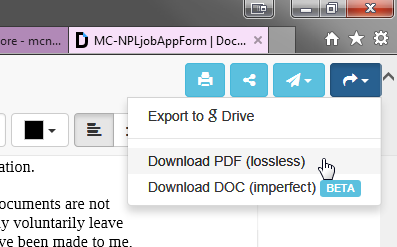 ore - mcn...
MC-NPLjobAppForm | Doc...
Export to g Drive
Download PDF (lossless)
Download DOC (imperfect) BETA
ation.
ocuments are not
y voluntarily leave
ve been made to me,